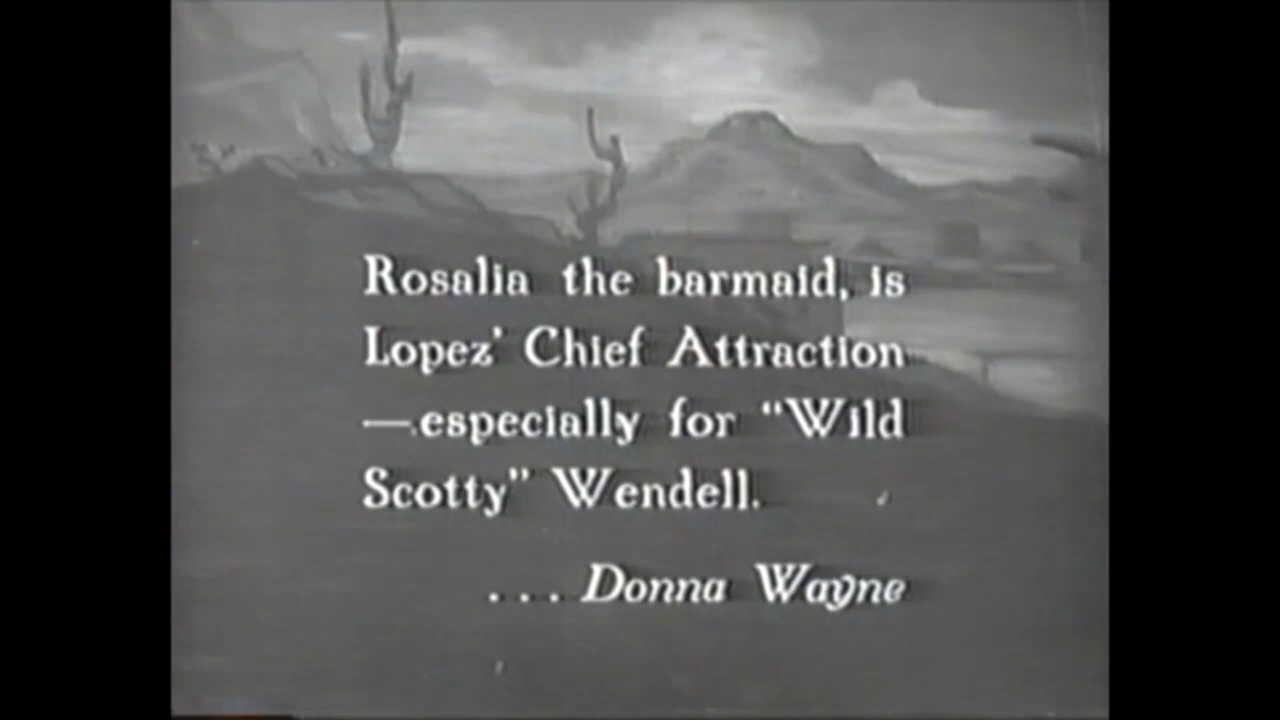 Rosalia the barmaid, is
Lopez' Chief Attraction
—especially for "Wild
Scotty" Wendell.
. . . Donna Wayne